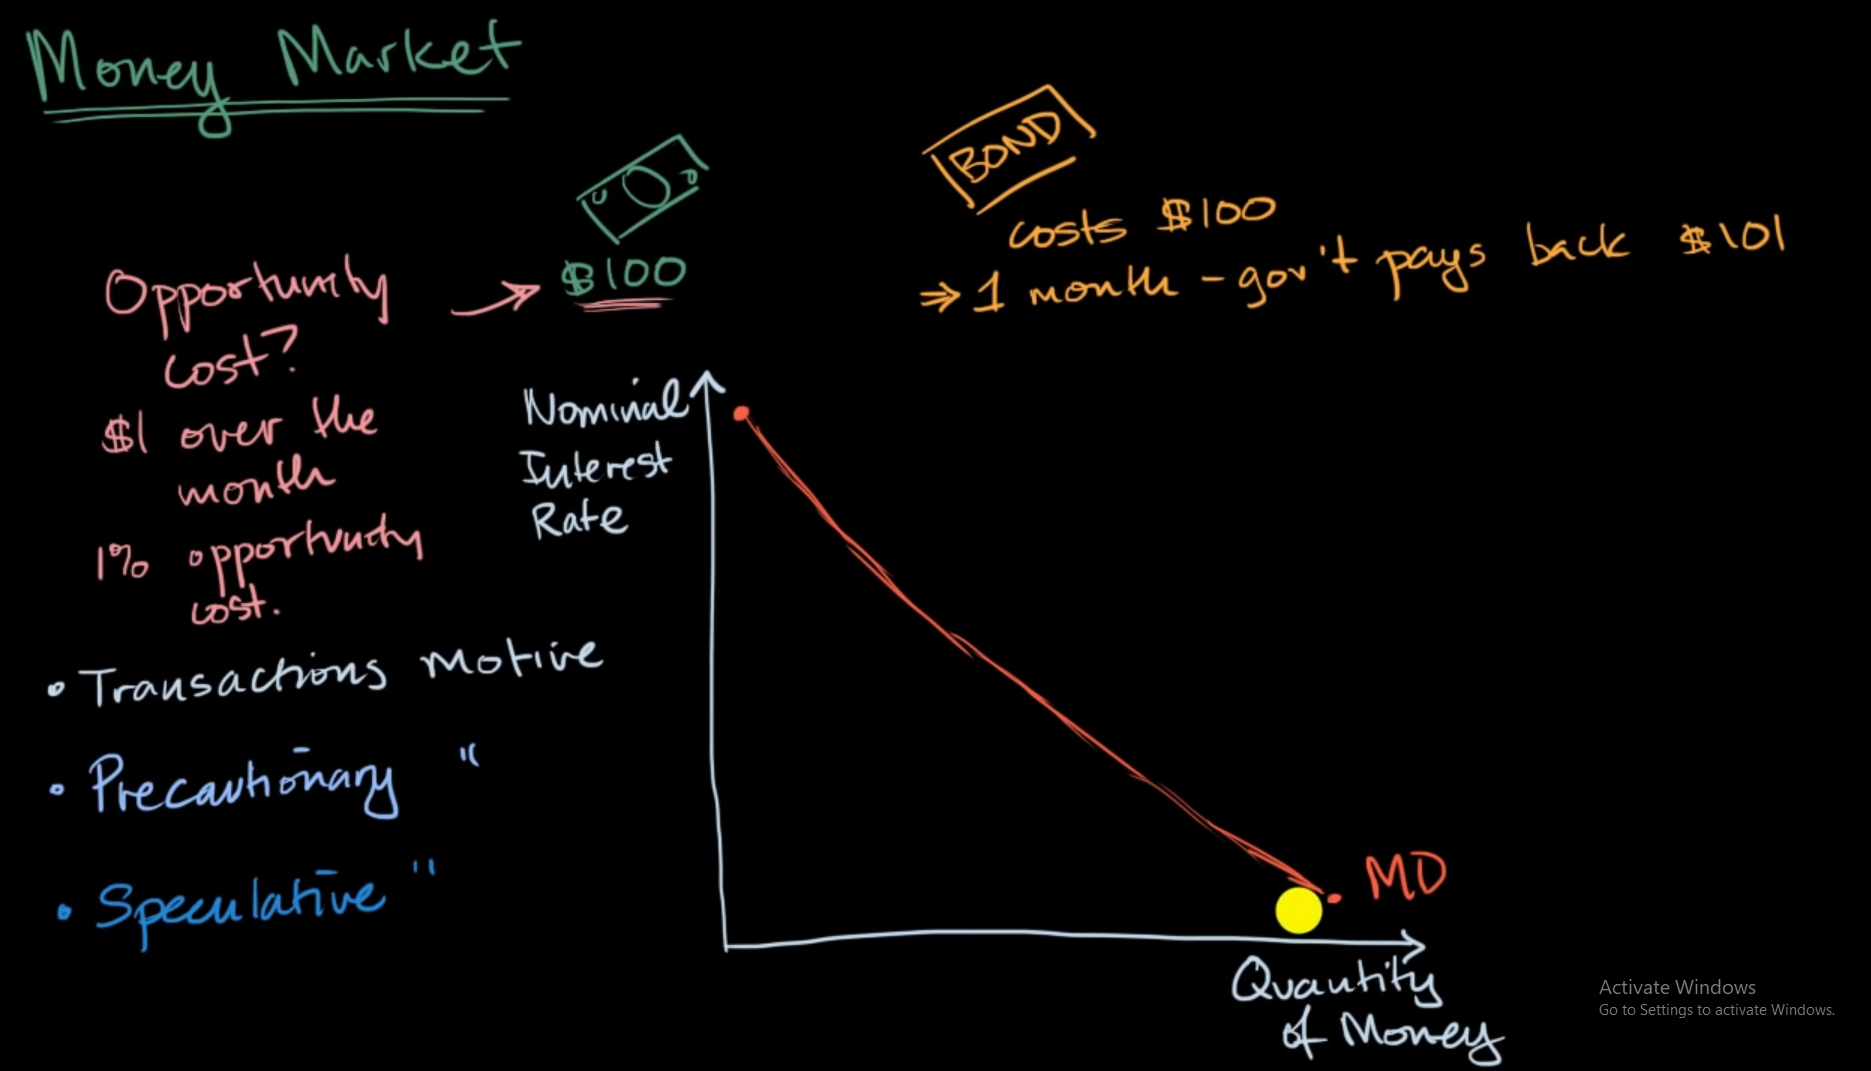 Money Market
BOND
costs $100
⇒ 1 month - gov't pays back $101
Opportunity
cost?
$100
$1 over the
month
1% opportunity
cost.
• Transactions Motive
• Precautionary "
• Speculative "
Nominal
Interest
Rate
MD
Quantity
of Money
Activate Windows
Go to Settings to activate Windows.